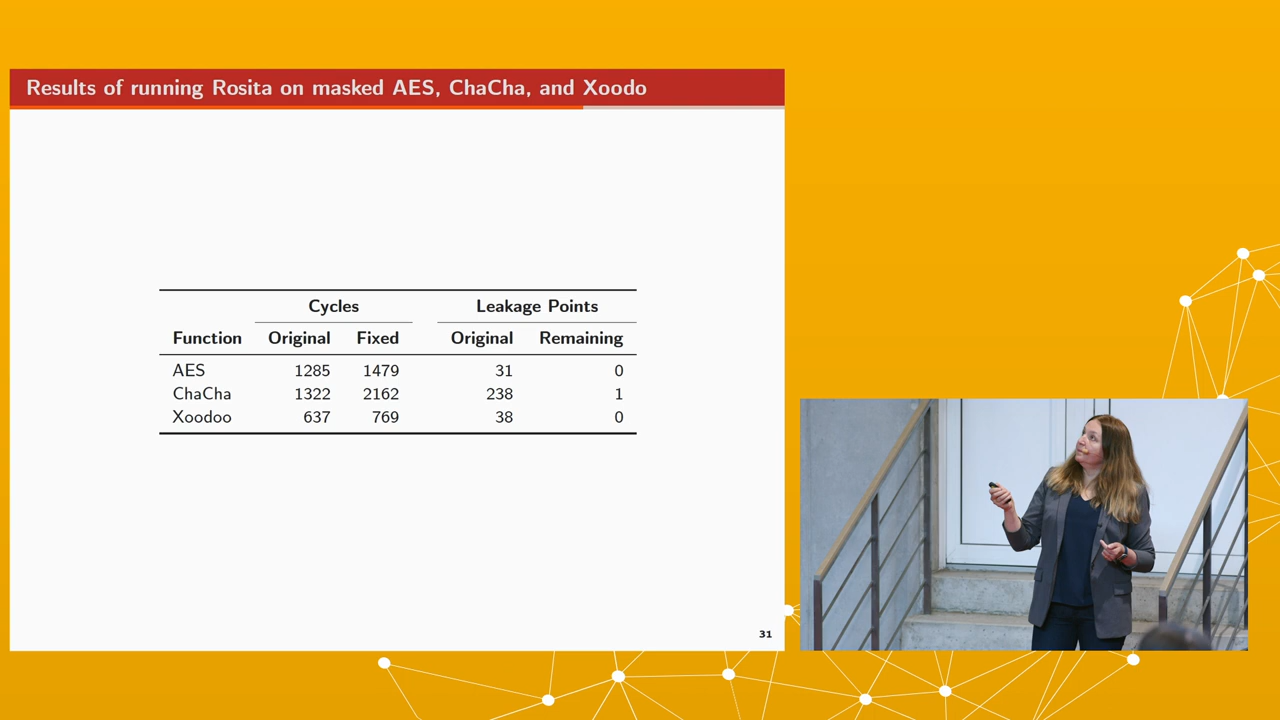 Results of running Rosita on masked AES, ChaCha, and Xoodo
Cycles Leakage Points
Function Original Fixed Original Remaining
AES 1285 1479 31 0
ChaCha 1322 2162 238 1
Xoodoo 637 769 38 0
31